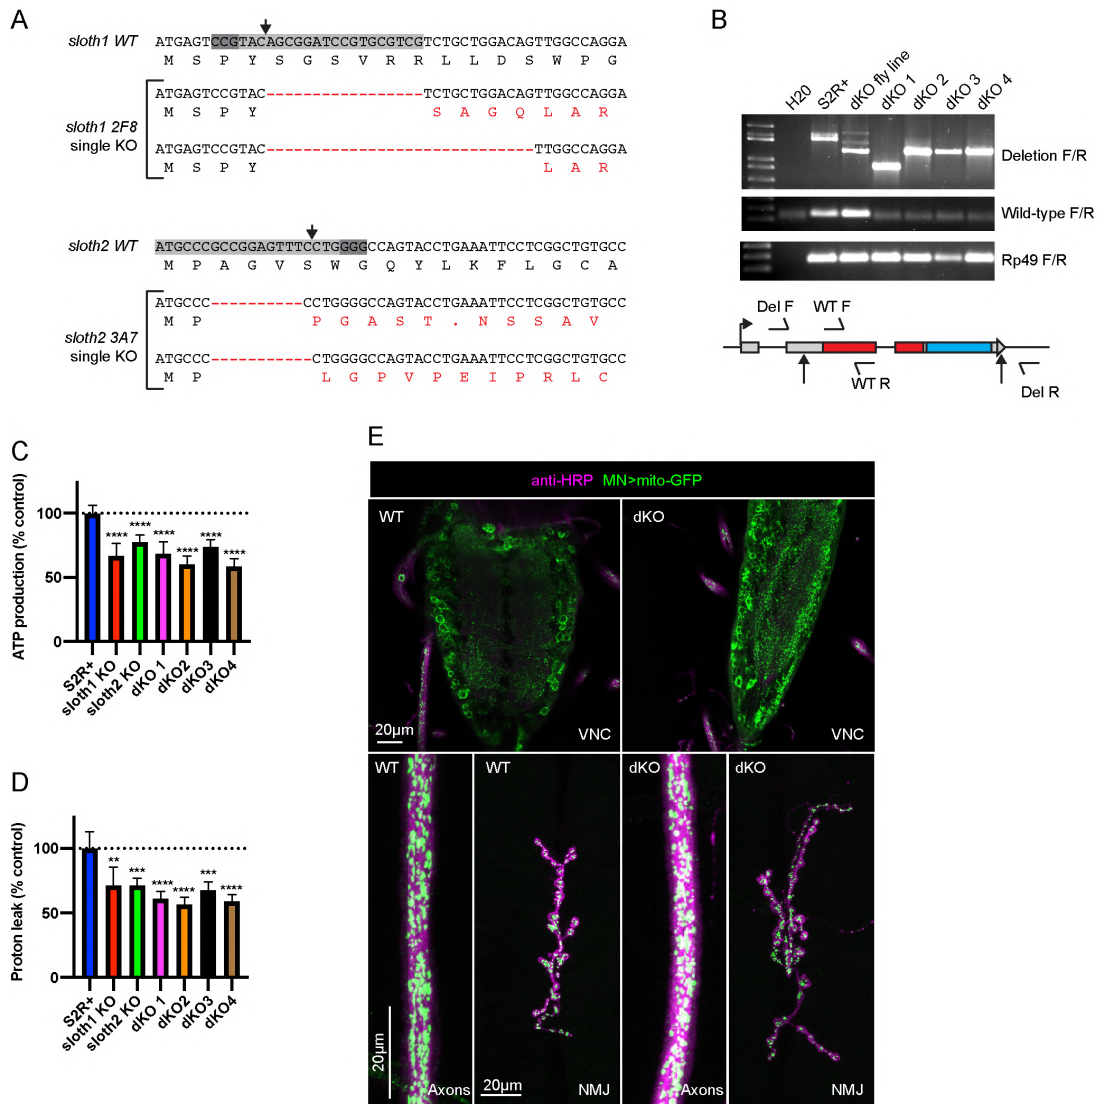 A
sloth1 WT ATGAGTCCGTACAGCGGATCCGTGCGTCGTCTGCTGGACAGTTGGCCAGGA
M S P Y S G S V R R L L D S W P G
sloth1 2F8
single KO
ATGAGTCCGTAC-----------------TCTGCTGGACAGTTGGCCAGGA
M S P Y S A G Q L A R
ATGAGTCCGTAC-----------------------------TTGGCCAGGA
M S P Y L A R
sloth2 WT ATGCCCGCCGGAGTTTCCTGGGGCCAGTACCTGAAATTCCTCGGCTGTGCC
M P A G V S W G Q Y L K F L G C A
sloth2 3A7
single KO
ATGCCC----------CCTGGGGCCAGTACCTGAAATTCCTCGGCTGTGCC
M P P G A S T . N S S A V
ATGCCC-----------CTGGGGCCAGTACCTGAAATTCCTCGGCTGTGCC
M P L G P V P E I P R L C
B
H20 S2R+ dKO fly line dKO 1 dKO 2 dKO 3 dKO 4
Deletion F/R
Wild-type F/R
Rp49 F/R
Del F WT F
WT R
Del R
C
ATP production (% control)
100
50
0
**** **** **** **** **** ****
S2R+ sloth1 KO sloth2 KO dKO 1 dKO2 dKO3 dKO4
D
Proton leak (% control)
100
50
0
** *** **** **** *** ****
S2R+ sloth1 KO sloth2 KO dKO 1 dKO2 dKO3 dKO4
E
anti-HRP MN>mito-GFP
WT dKO
20µm VNC VNC
WT WT dKO dKO
20µm Axons 20µm NMJ Axons NMJ